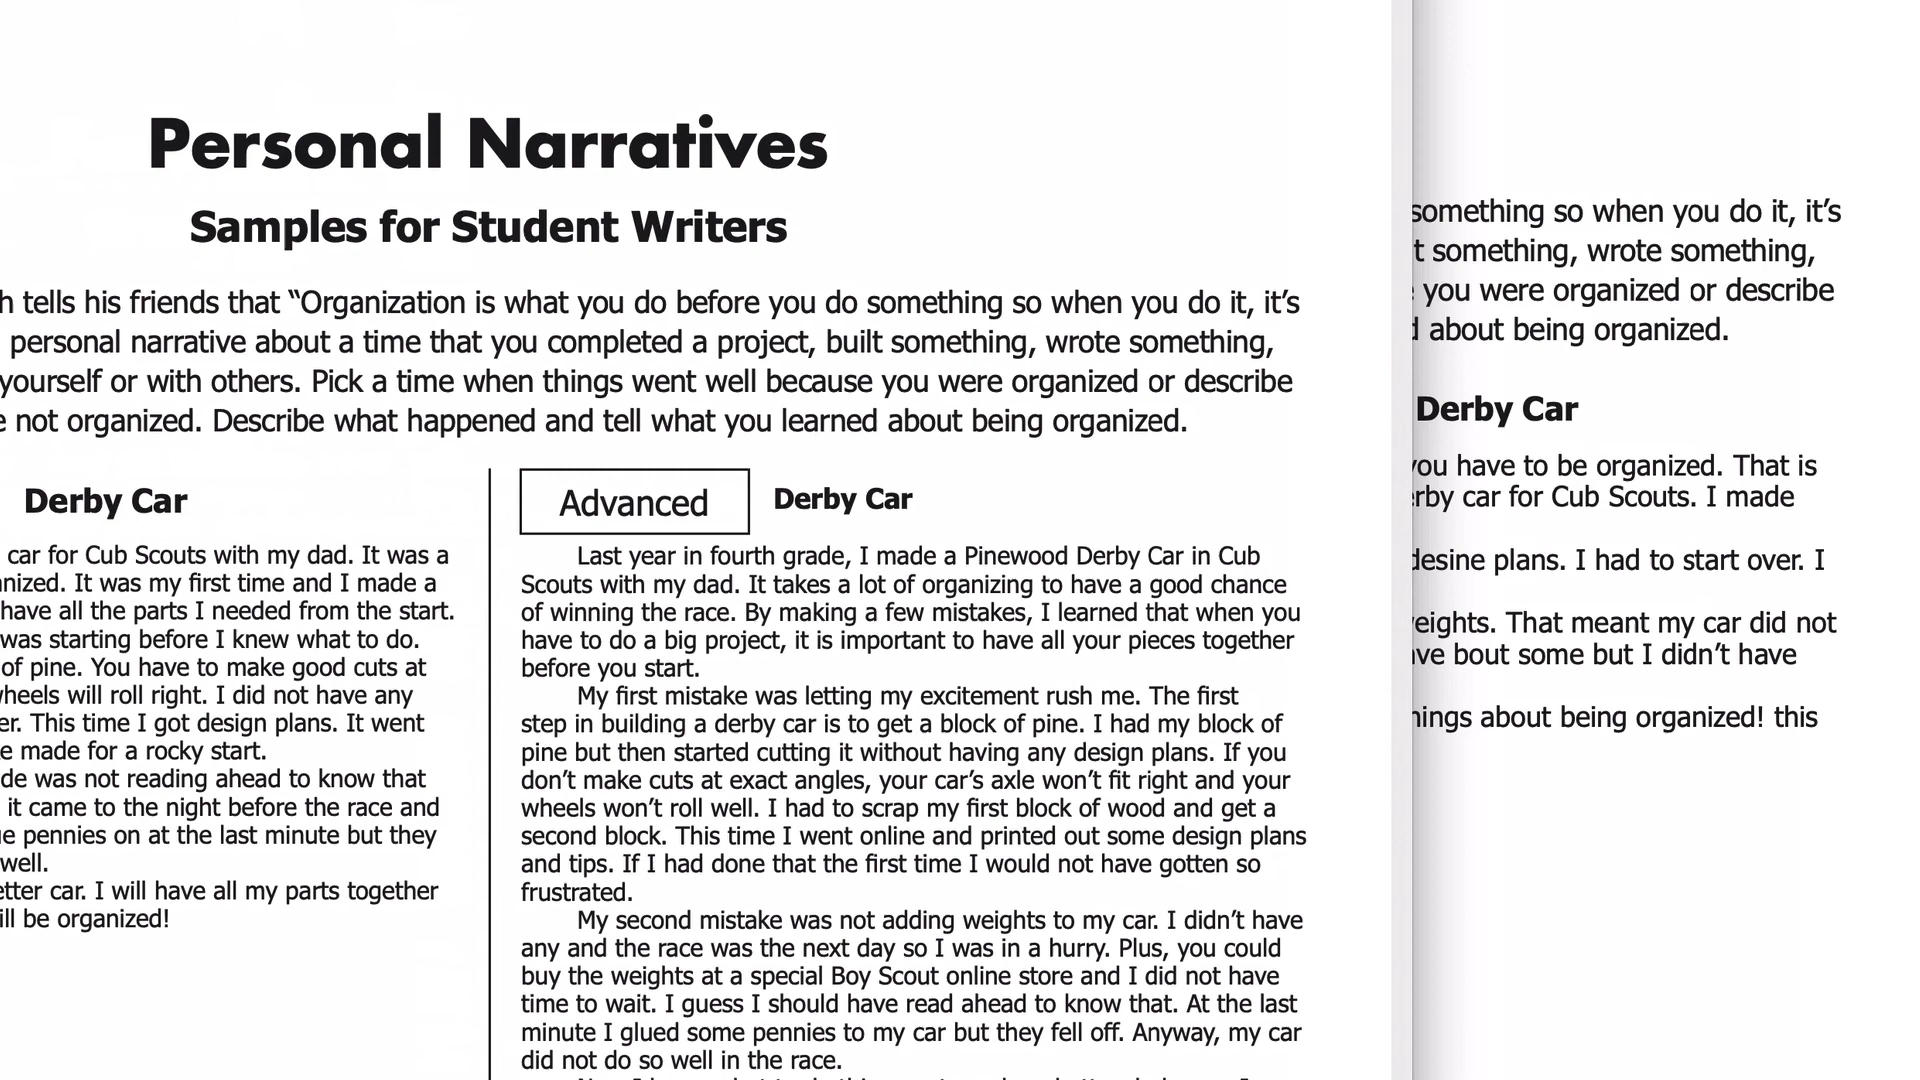 Personal Narratives
Samples for Student Writers
tells his friends that “Organization is what you do before you do something so when you do it, it’s
personal narrative about a time that you completed a project, built something, wrote something,
yourself or with others. Pick a time when things went well because you were organized or describe
not organized. Describe what happened and tell what you learned about being organized.
Derby Car
car for Cub Scouts with my dad. It was a
It was my first time and I made a
have all the parts I needed from the start.
was starting before I knew what to do.
of pine. You have to make good cuts at
wheels will roll right. I did not have any
This time I got design plans. It went
made for a rocky start.
was not reading ahead to know that
it came to the night before the race and
pennies on at the last minute but they
well.
car. I will have all my parts together
be organized!
Advanced
Derby Car
Last year in fourth grade, I made a Pinewood Derby Car in Cub
Scouts with my dad. It takes a lot of organizing to have a good chance
of winning the race. By making a few mistakes, I learned that when you
have to do a big project, it is important to have all your pieces together
before you start.
My first mistake was letting my excitement rush me. The first
step in building a derby car is to get a block of pine. I had my block of
pine but then started cutting it without having any design plans. If you
don’t make cuts at exact angles, your car’s axle won’t fit right and your
wheels won’t roll well. I had to scrap my first block of wood and get a
second block. This time I went online and printed out some design plans
and tips. If I had done that the first time I would not have gotten so
frustrated.
My second mistake was not adding weights to my car. I didn’t have
any and the race was the next day so I was in a hurry. Plus, you could
buy the weights at a special Boy Scout online store and I did not have
time to wait. I guess I should have read ahead to know that. At the last
minute I glued some pennies to my car but they fell off. Anyway, my car
did not do so well in the race.
something so when you do it, it’s
something, wrote something,
you were organized or describe
about being organized.
Derby Car
you have to be organized. That is
car for Cub Scouts. I made
desine plans. I had to start over. I
weights. That meant my car did not
bout some but I didn’t have
about being organized! this